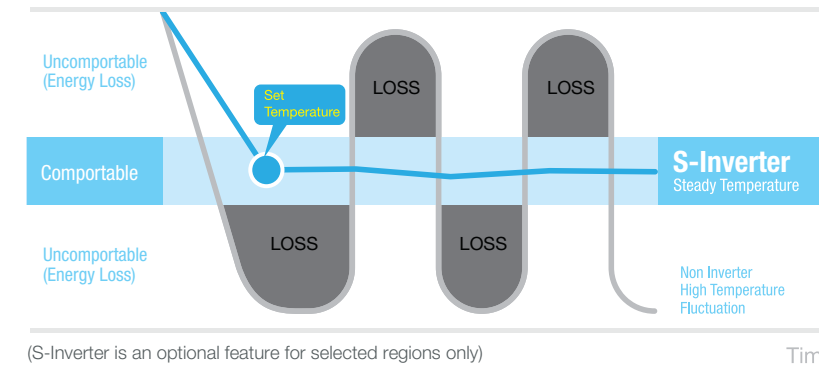 Uncomportable
(Energy Loss)
LOSS
LOSS
Set
Temperature
Comportable
S-Inverter
Steady Temperature
LOSS
LOSS
Uncomportable
(Energy Loss)
Non Inverter
High Temperature
Fluctuation
(S-Inverter is an optional feature for selected regions only)